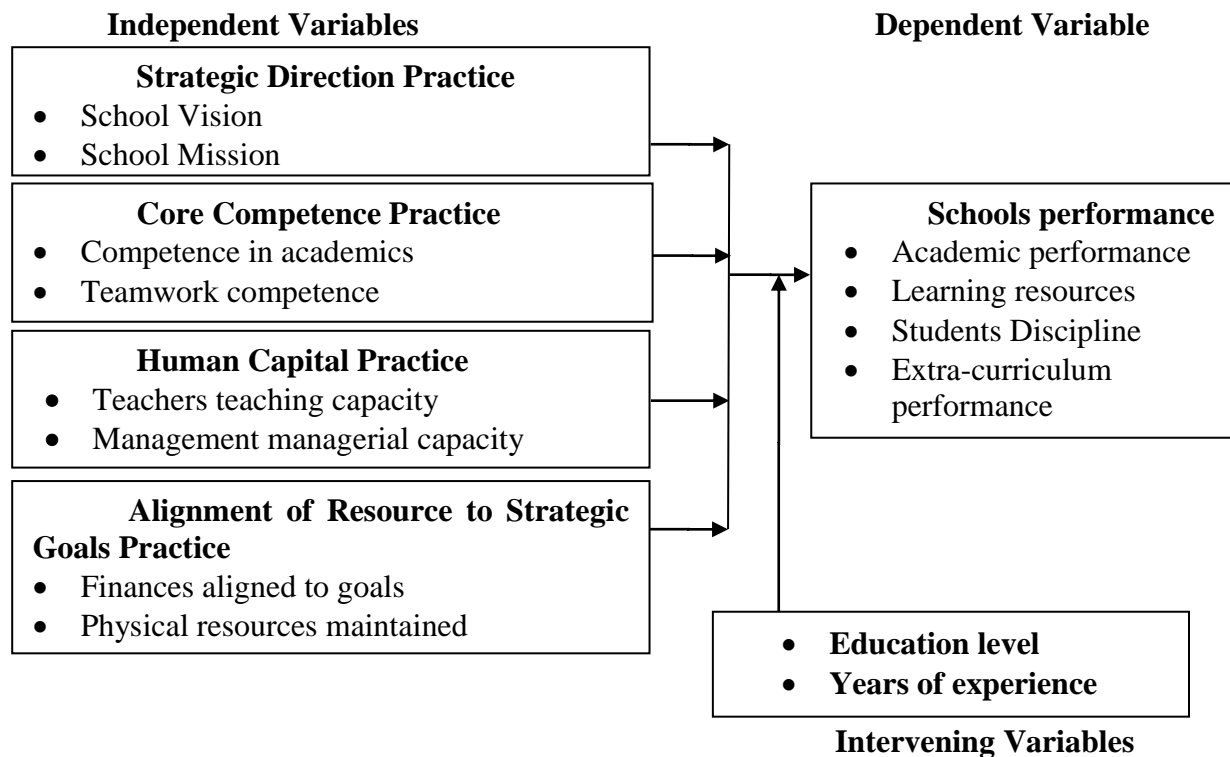 Independent Variables
Dependent Variable
Strategic Direction Practice
• School Vision
• School Mission
Core Competence Practice
• Competence in academics
• Teamwork competence
Human Capital Practice
• Teachers teaching capacity
• Management managerial capacity
Alignment of Resource to Strategic
Goals Practice
• Finances aligned to goals
• Physical resources maintained
Schools performance
• Academic performance
• Learning resources
• Students Discipline
• Extra-curriculum
performance
• Education level
• Years of experience
Intervening Variables